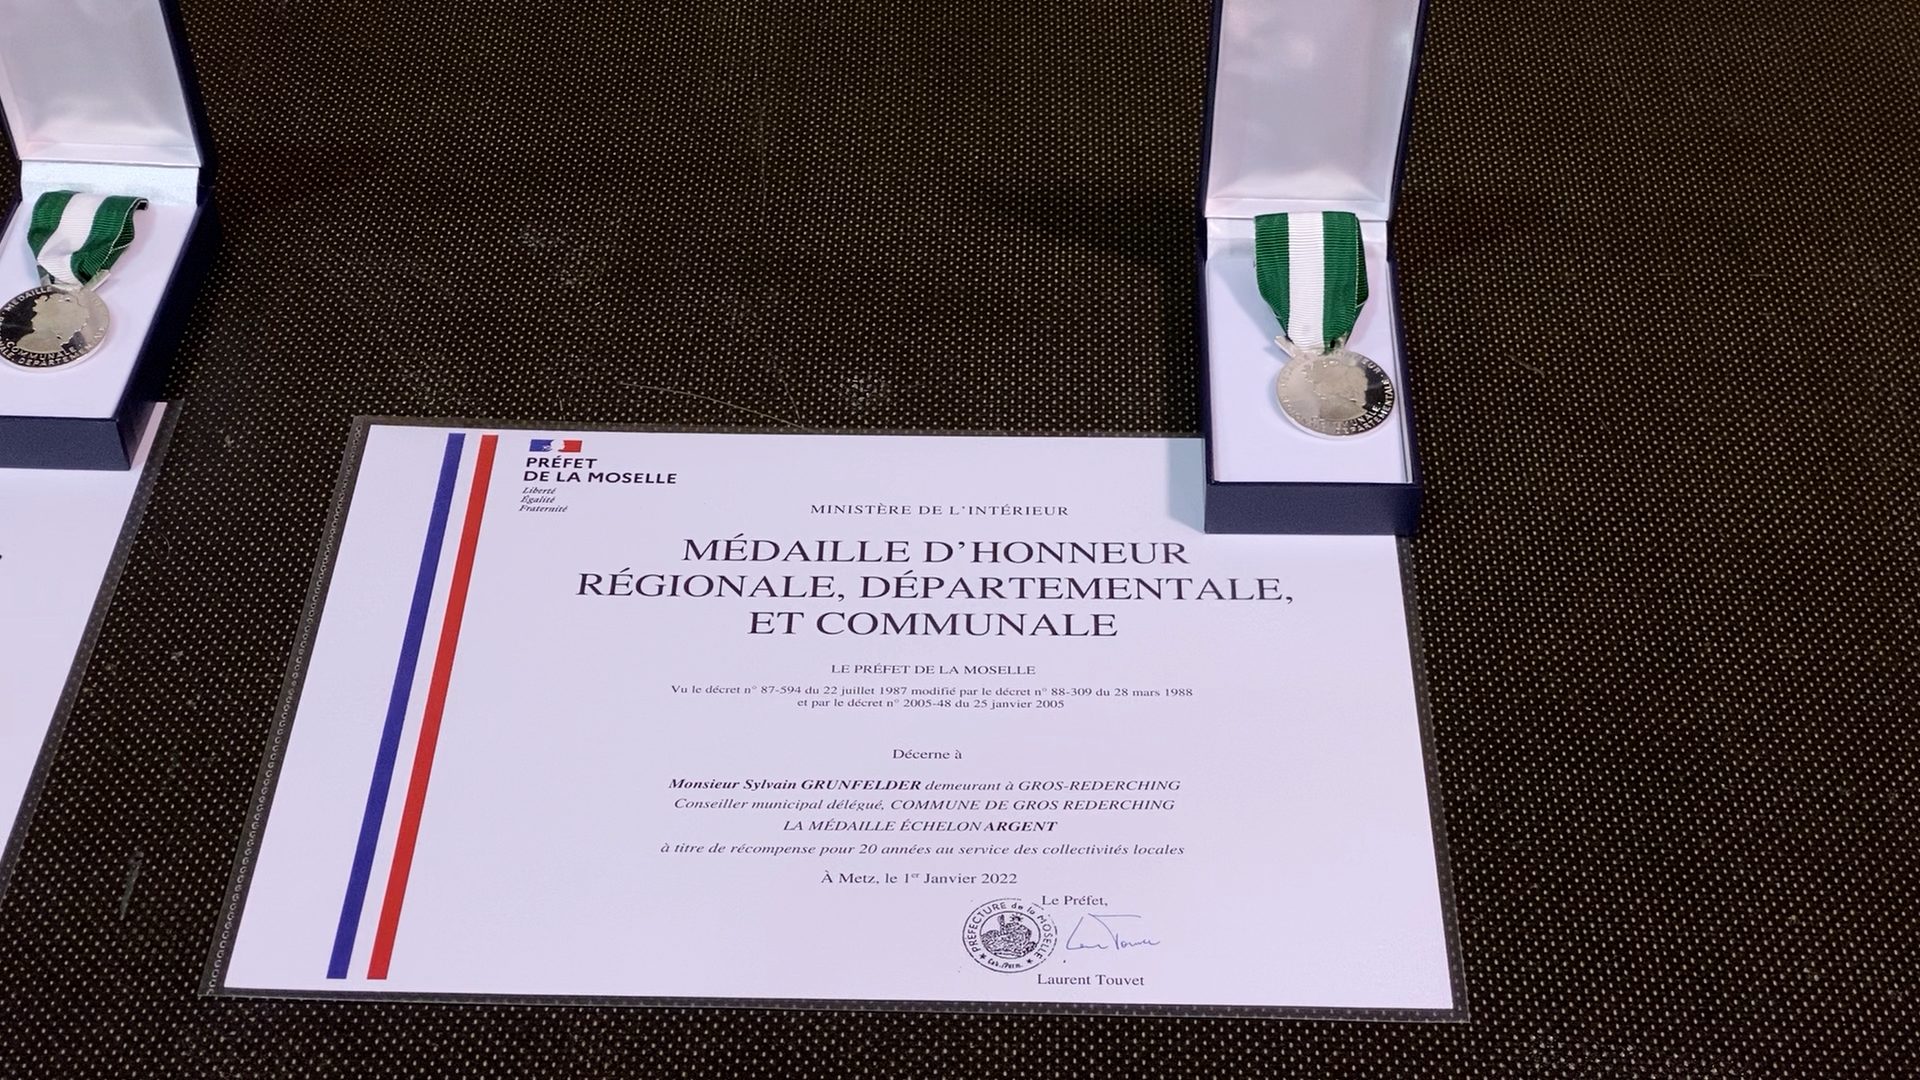 PRÉFET
DE LA MOSELLE
Liberté
Égalité
Fraternité
MINISTÈRE DE L'INTÉRIEUR
MÉDAILLE D'HONNEUR
RÉGIONALE, DÉPARTEMENTALE,
ET COMMUNALE
LE PRÉFET DE LA MOSELLE
Vu le décret n° 87-594 du 22 juillet 1987 modifié par le décret n° 88-309 du 28 mars 1988
et par le décret n° 2005-48 du 25 janvier 2005
Décerne à
Monsieur Sylvain GRUNFELDER demeurant à GROS-REDERCHING
Conseiller municipal délégué, COMMUNE DE GROS REDERCHING
LA MÉDAILLE ÉCHELON ARGENT
à titre de récompense pour 20 années au service des collectivités locales
À Metz, le 1er Janvier 2022
Le Préfet,
PREFECTURE de la MOSELLE
Laurent Touvet
MEDAILLE
COMMUNALE